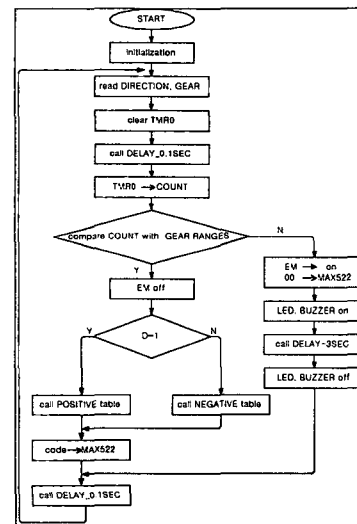 START
initialization
read DIRECTION, GEAR
clear TMR0
call DELAY_0.1SEC
TMR0 → COUNT
compare COUNT with GEAR RANGES
N
Y
EM off
EM → on
00 → MAX522
LED. BUZZER on
call DELAY-3SEC
LED. BUZZER off
D-1
Y
N
call POSITIVE table
call NEGATIVE table
code→MAX522
call DELAY_0.1SEC